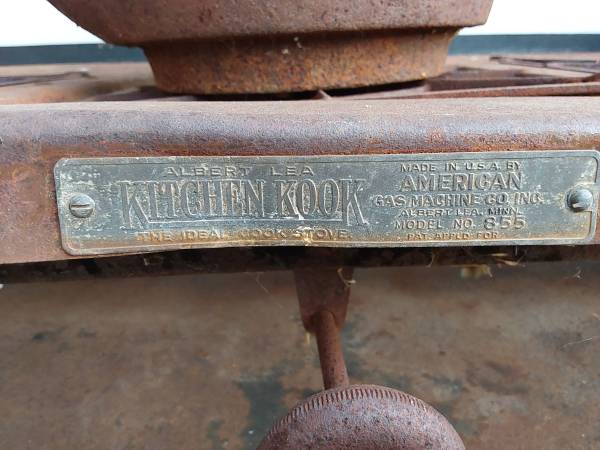 ALBERT LEA
KITCHEN KOOK
THE IDEAL COOK STOVE
MADE IN U.S.A. BY
AMERICAN
GAS MACHINE CO. INC.
ALBERT LEA, MINN.
MODEL NO. 855
PAT. APPLD FOR